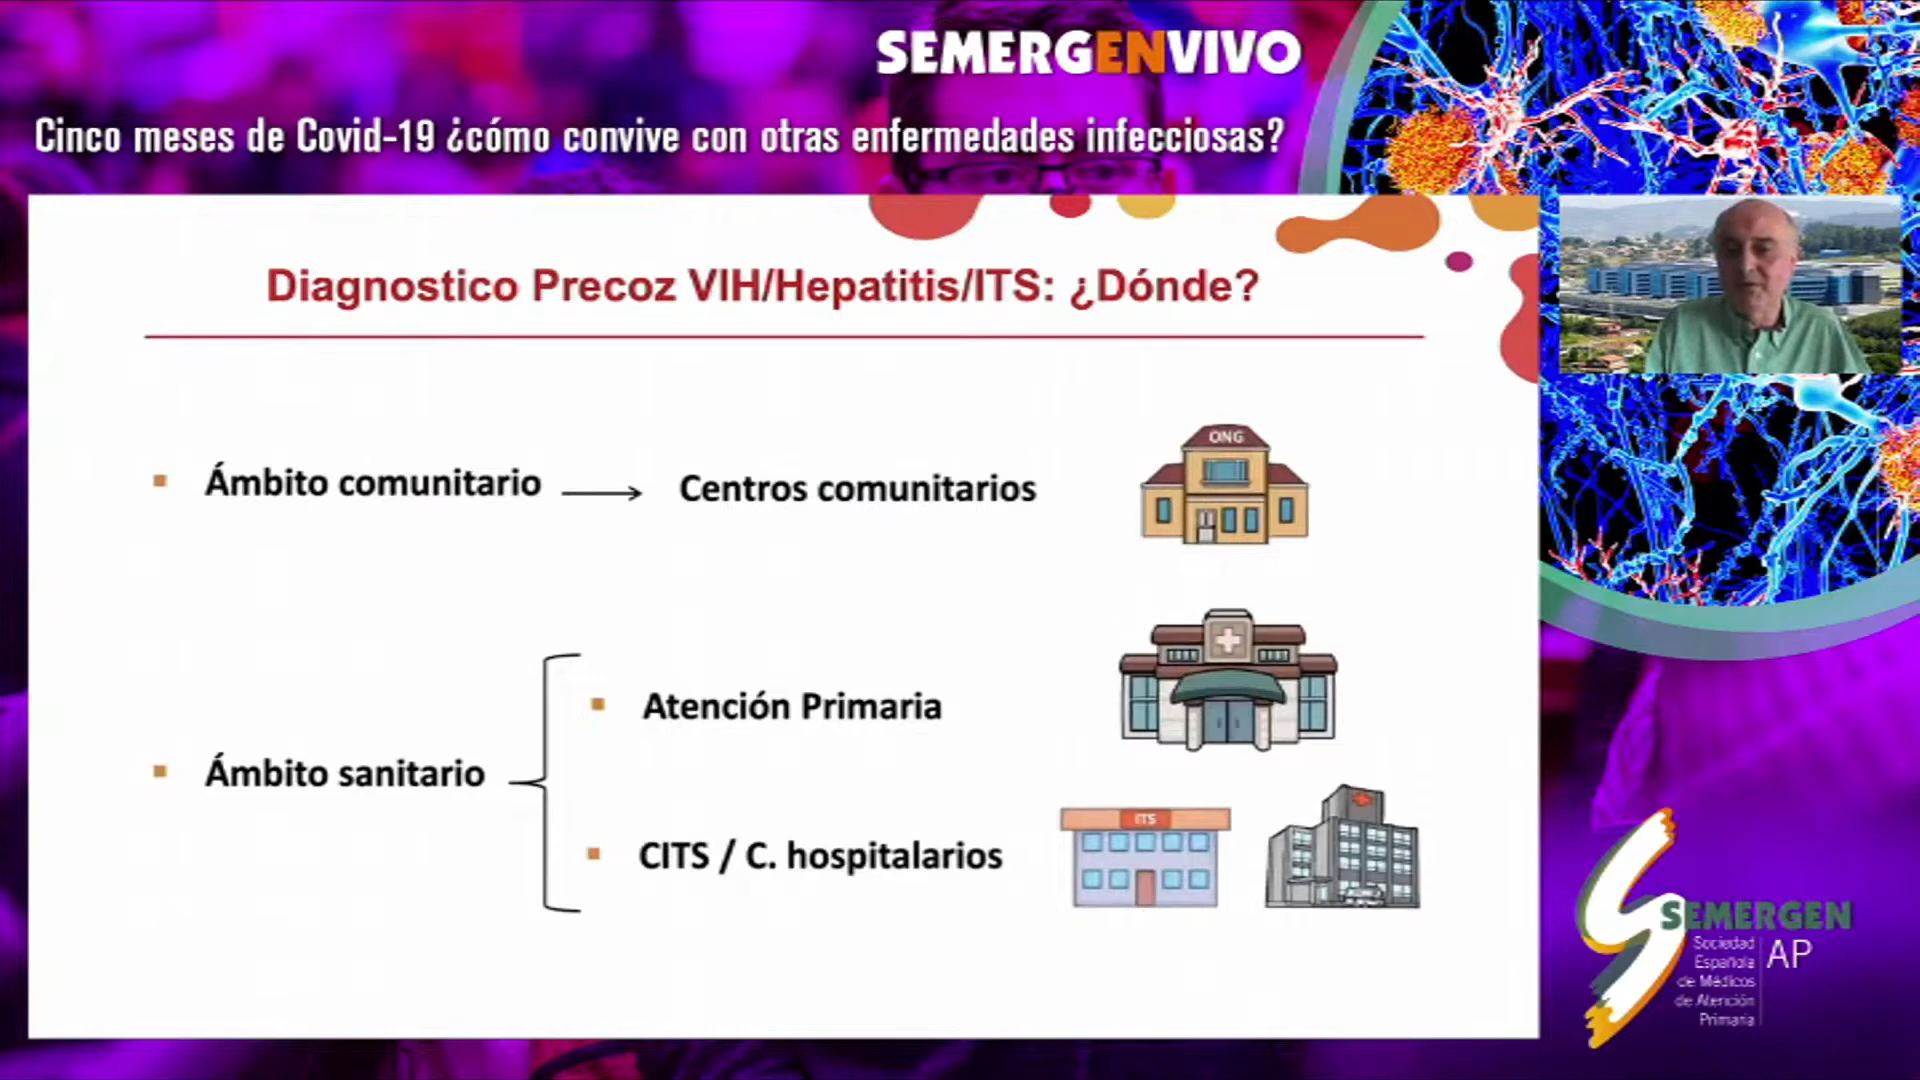 SEMERGENVIVO
Cinco meses de Covid-19 ¿cómo convive con otras enfermedades infecciosas?
Diagnostico Precoz VIH/Hepatitis/ITS: ¿Dónde?
Ámbito comunitario
Centros comunitarios
ONG
Atención Primaria
Ámbito sanitario
CITS / C. hospitalarios
ITS
SEMERGEN
AP
Sociedad
Española
de Médicos
de Atención
Primaria